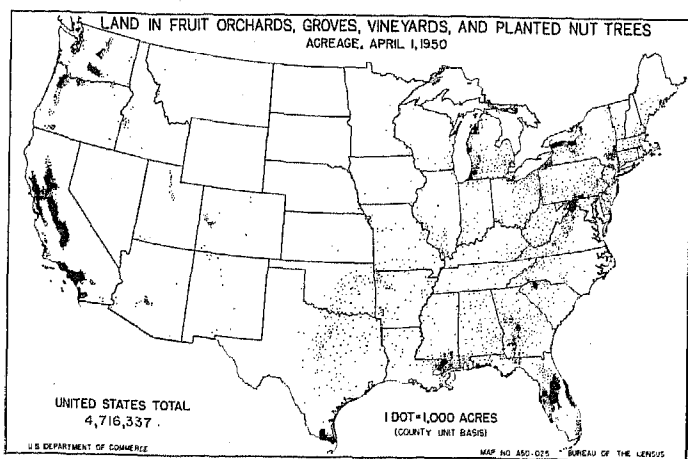 LAND IN FRUIT ORCHARDS, GROVES, VINEYARDS, AND PLANTED NUT TREES
ACREAGE, APRIL 1, 1950
UNITED STATES TOTAL
4,716,337
1 DOT=1,000 ACRES
(COUNTY UNIT BASIS)
U.S. DEPARTMENT OF COMMERCE
MAP NO. A50-025
BUREAU OF THE CENSUS